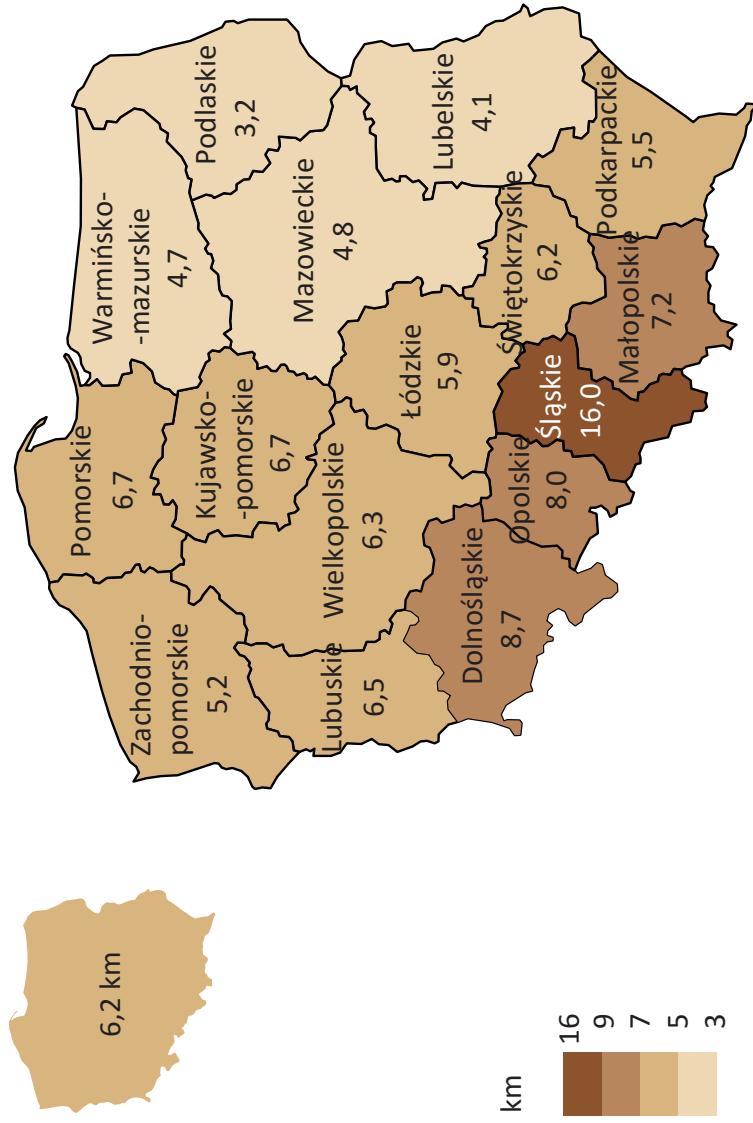 6,2 km
km
16
9
7
5
3
Zachodnio-
pomorskie
5,2
Pomorskie
6,7
Warmińsko-
-mazurskie
4,7
Podlaskie
3,2
Kujawsko-
-pomorskie
6,7
Mazowieckie
4,8
Lubuskie
6,5
Wielkopolskie
6,3
Łódzkie
5,9
Lubelskie
4,1
Dolnośląskie
8,7
Opolskie
8,0
Śląskie
16,0
Świętokrzyskie
6,2
Małopolskie
7,2
Podkarpackie
5,5